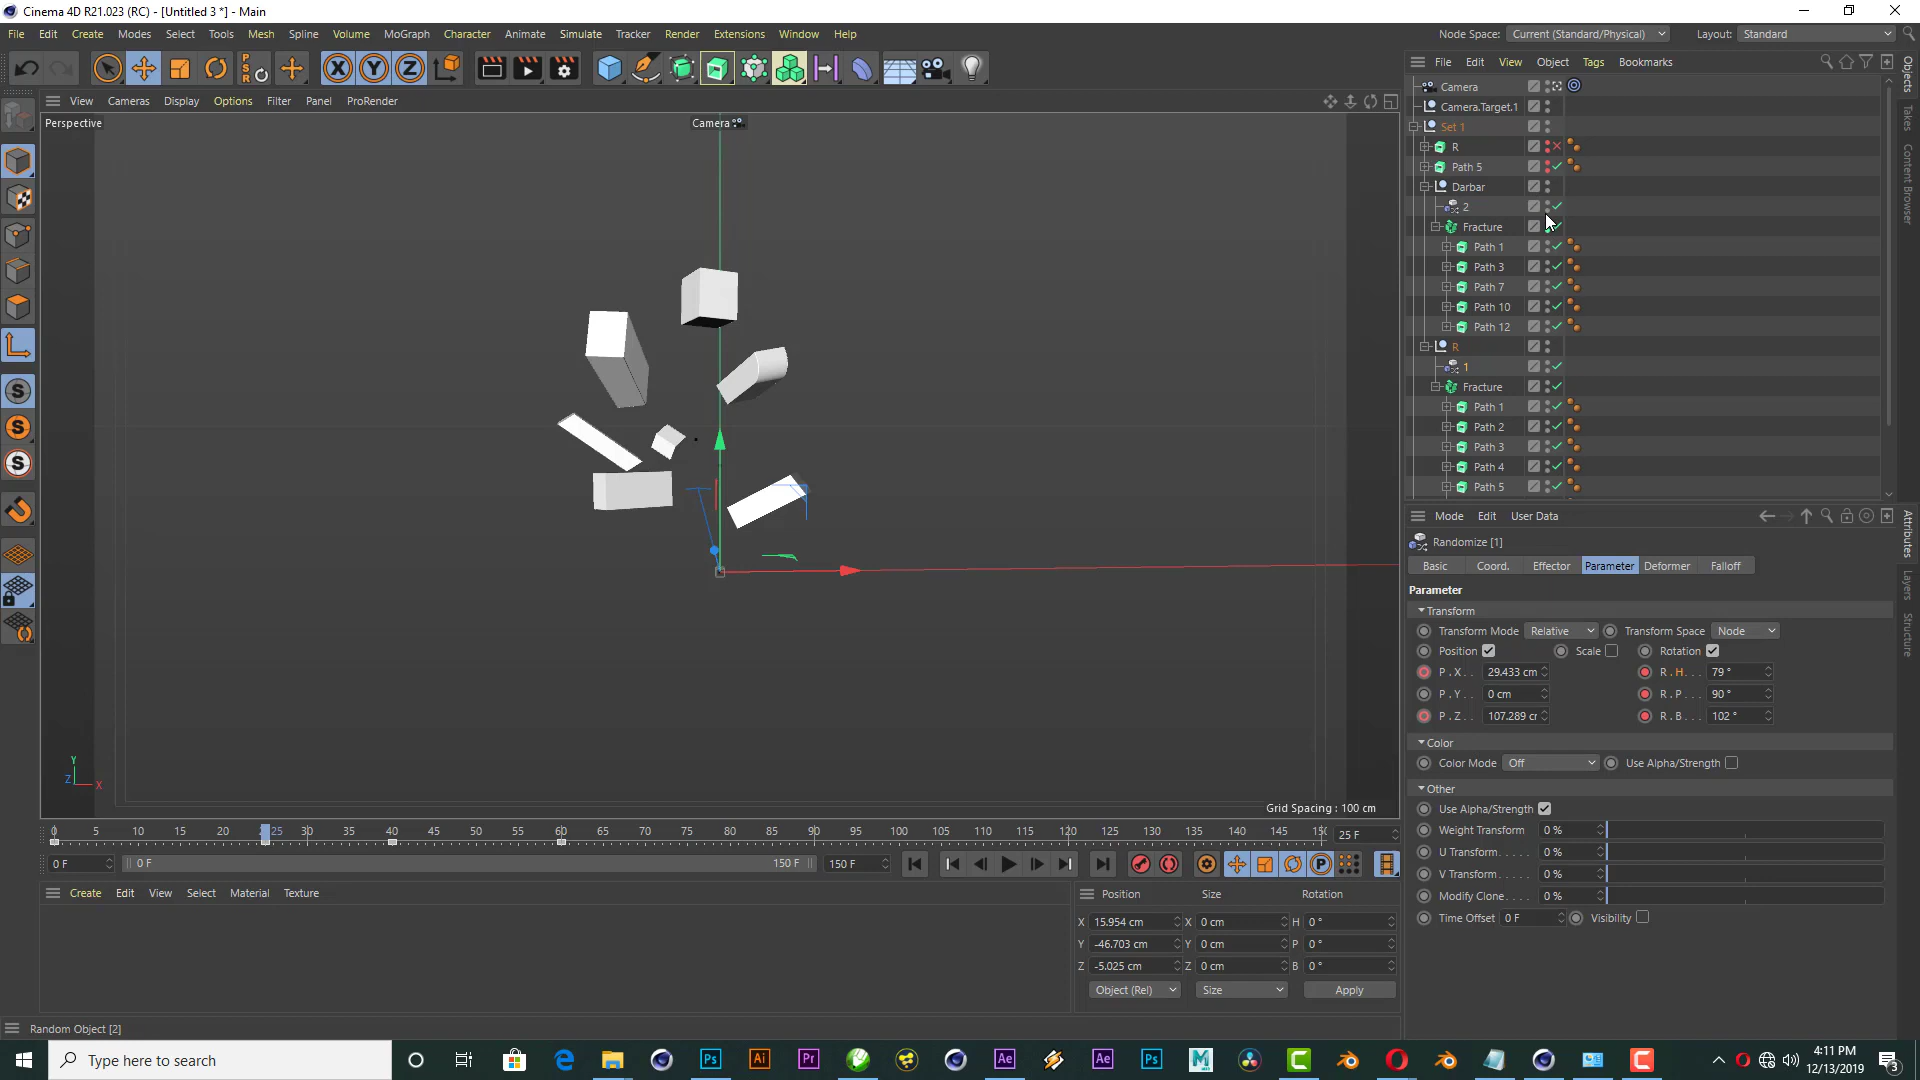 Cinema 4D R21.023 (RC) - [Untitled 3 *] - Main
File Edit Create Modes Select Tools Mesh Spline Volume MoGraph Character Animate Simulate Tracker Render Extensions Window Help
Node Space: Current (Standard/Physical) Layout: Standard
View Cameras Display Options Filter Panel ProRender
Perspective
Camera
File Edit View Object Tags Bookmarks
Camera
Camera.Target.1
Set 1
R
Path 5
Darbar
2
Fracture
Path 1
Path 3
Path 7
Path 10
Path 12
R
1
Fracture
Path 1
Path 2
Path 3
Path 4
Path 5
Objects
Takes
Content Browser
Attributes
Layers
Structure
Mode Edit User Data
Randomize [1]
Basic Coord. Effector Parameter Deformer Falloff
Parameter
Transform
Transform Mode Relative Transform Space Node
Position Scale Rotation
P . X . . 29.433 cm R . H . . . 79 °
P . Y . . 0 cm R . P . . . 90 °
P . Z . . 107.289 cr R . B . . . 102 °
Color
Color Mode Off Use Alpha/Strength
Other
Use Alpha/Strength
Weight Transform 0 %
U Transform . . . . . 0 %
V Transform . . . . . 0 %
Modify Clone . . . . 0 %
Time Offset 0 F Visibility
Y
Z X
Grid Spacing : 100 cm
0 5 10 15 20 25 30 35 40 45 50 55 60 65 70 75 80 85 90 95 100 105 110 115 120 125 130 135 140 145 150 25 F
0 F 0 F 150 F 150 F
Create Edit View Select Material Texture
Position Size Rotation
X 15.954 cm X 0 cm H 0 °
Y -46.703 cm Y 0 cm P 0 °
Z -5.025 cm Z 0 cm B 0 °
Object (Rel) Size Apply
Random Object [2]
Type here to search
4:11 PM
12/13/2019
3